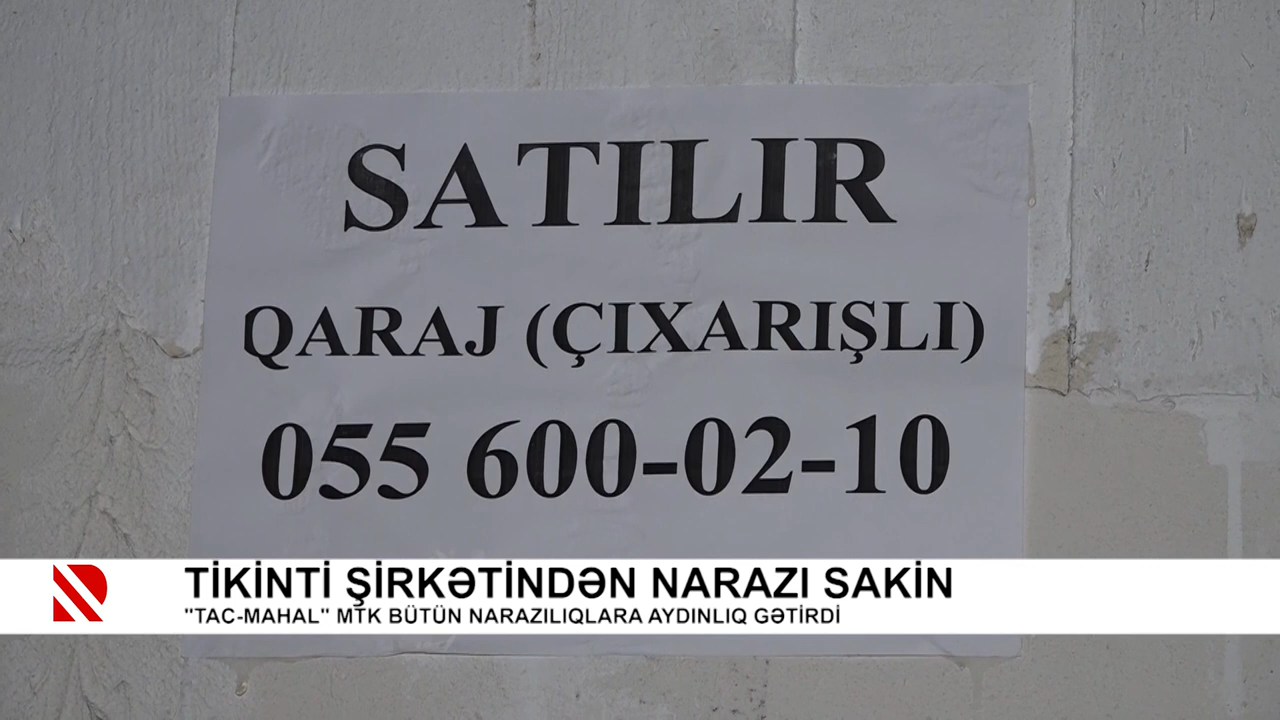 SATILIR
QARAJ (ÇIXARIŞLI)
055 600-02-10
TİKİNTİ ŞİRKƏTİNDƏN NARAZI SAKİN
"TAC-MAHAL" MTK BÜTÜN NARAZILIQLARA AYDINLIQ GƏTİRDİ